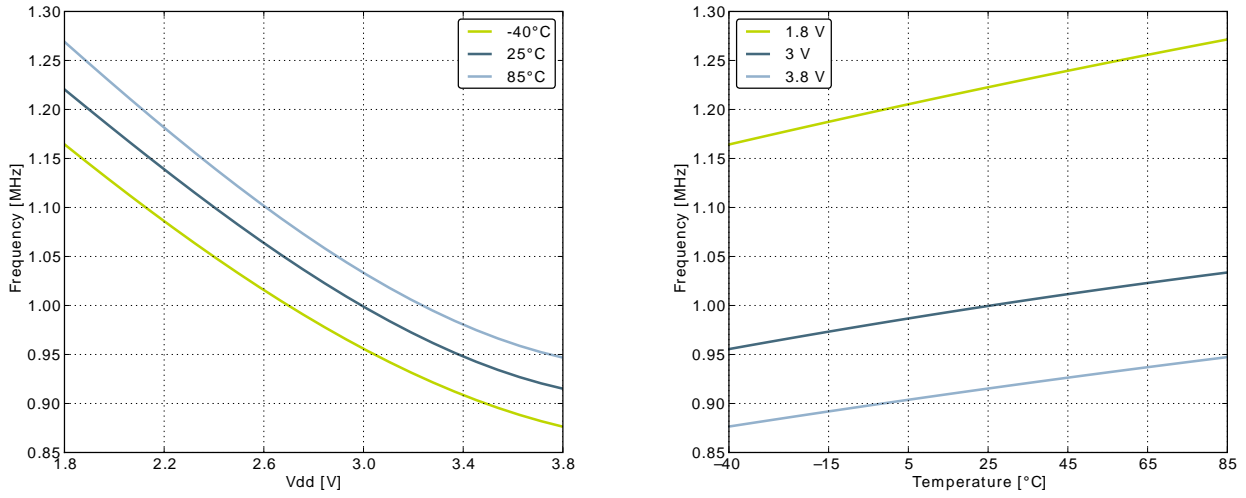 1.30
1.25
1.20
1.15
1.10
1.05
1.00
0.95
0.90
0.85
Frequency [MHz]
1.8 2.2 2.6 3.0 3.4 3.8
Vdd [V]
-40°C
25°C
85°C
1.30
1.25
1.20
1.15
1.10
1.05
1.00
0.95
0.90
0.85
Frequency [MHz]
–40 –15 5 25 45 65 85
Temperature [°C]
1.8 V
3 V
3.8 V